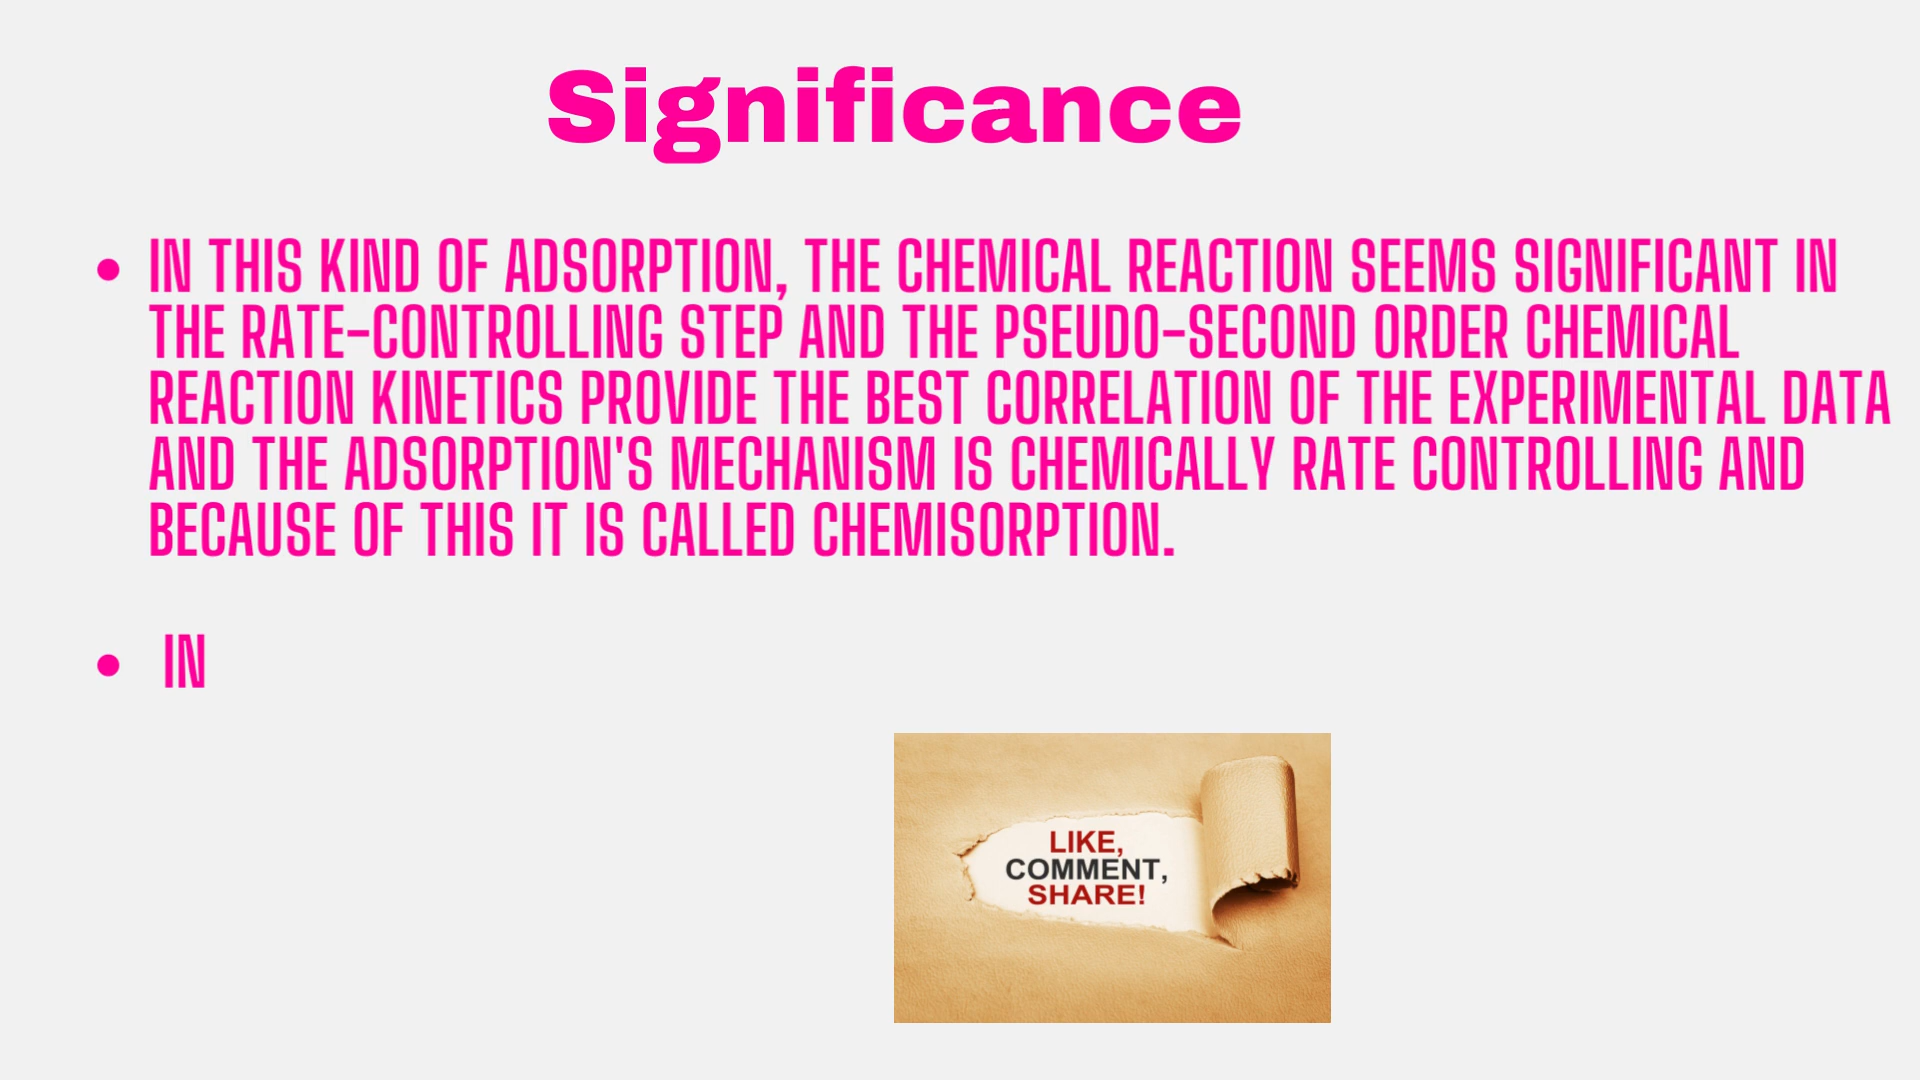 Significance
• IN THIS KIND OF ADSORPTION, THE CHEMICAL REACTION SEEMS SIGNIFICANT IN
THE RATE-CONTROLLING STEP AND THE PSEUDO-SECOND ORDER CHEMICAL
REACTION KINETICS PROVIDE THE BEST CORRELATION OF THE EXPERIMENTAL DATA
AND THE ADSORPTION'S MECHANISM IS CHEMICALLY RATE CONTROLLING AND
BECAUSE OF THIS IT IS CALLED CHEMISORPTION.
• IN
LIKE,
COMMENT,
SHARE!